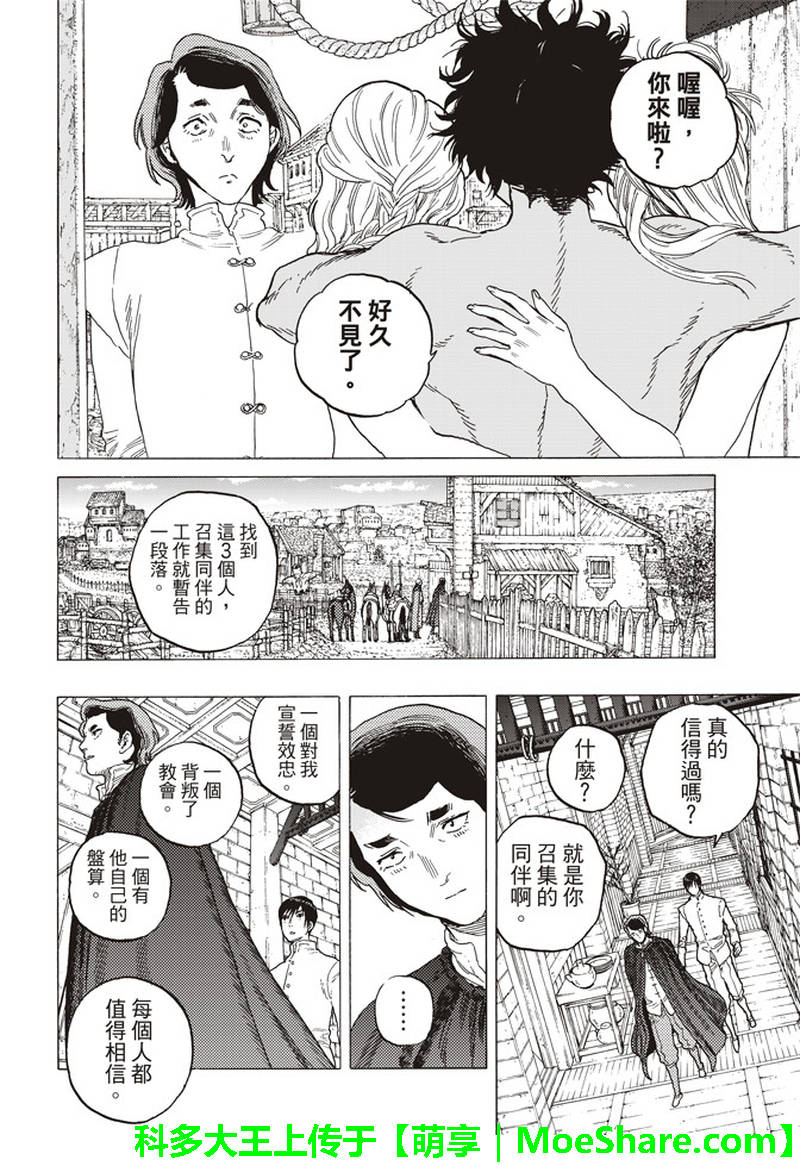 喔喔，
你來啦？
好久
不見了。
找到
這3個人，
召集同伴的
工作就暫告
一段落。
真的
信得過嗎？
什麼？
就是你
召集的
同伴啊。
……
一個對我
宣誓效忠。
一個
背叛了
教會。
一個有
他自己的
盤算。
每個人都
值得相信。
科多大王上传于【萌享|MoeShare.com】